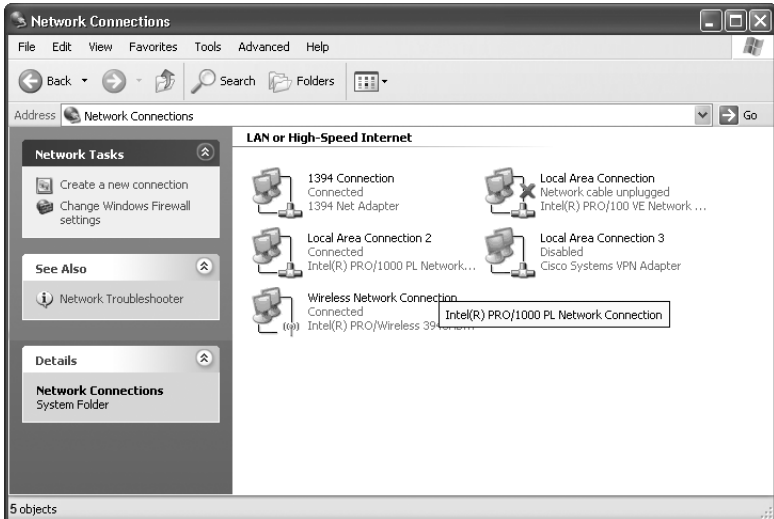 Network Connections
File Edit View Favorites Tools Advanced Help
Back Search Folders
Address Network Connections Go
Network Tasks
Create a new connection
Change Windows Firewall
settings
See Also
Network Troubleshooter
Details
Network Connections
System Folder
LAN or High-Speed Internet
1394 Connection
Connected
1394 Net Adapter
Local Area Connection
Network cable unplugged
Intel(R) PRO/100 VE Network ...
Local Area Connection 2
Connected
Intel(R) PRO/1000 PL Network...
Local Area Connection 3
Disabled
Cisco Systems VPN Adapter
Wireless Network Connection
Connected
Intel(R) PRO/Wireless
Intel(R) PRO/1000 PL Network Connection
5 objects